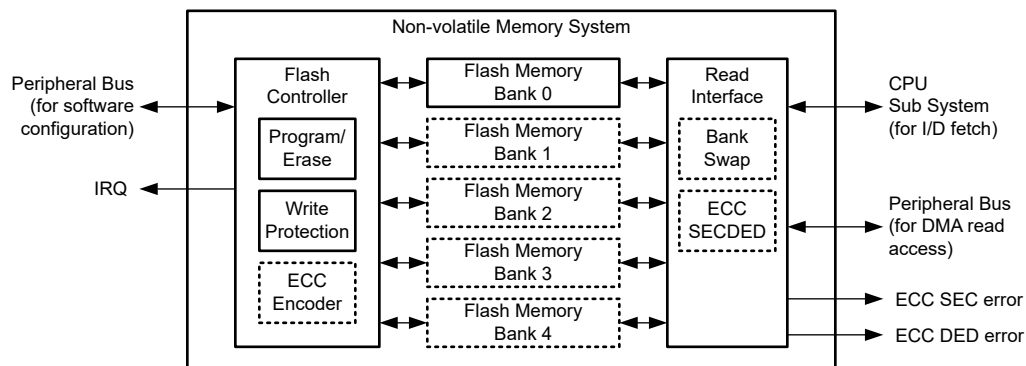 Non-volatile Memory System
Peripheral Bus
(for software
configuration)
IRQ
Flash
Controller
Program/
Erase
Write
Protection
ECC
Encoder
Flash Memory
Bank 0
Flash Memory
Bank 1
Flash Memory
Bank 2
Flash Memory
Bank 3
Flash Memory
Bank 4
Read
Interface
Bank
Swap
ECC
SECDED
CPU
Sub System
(for I/D fetch)
Peripheral Bus
(for DMA read
access)
ECC SEC error
ECC DED error